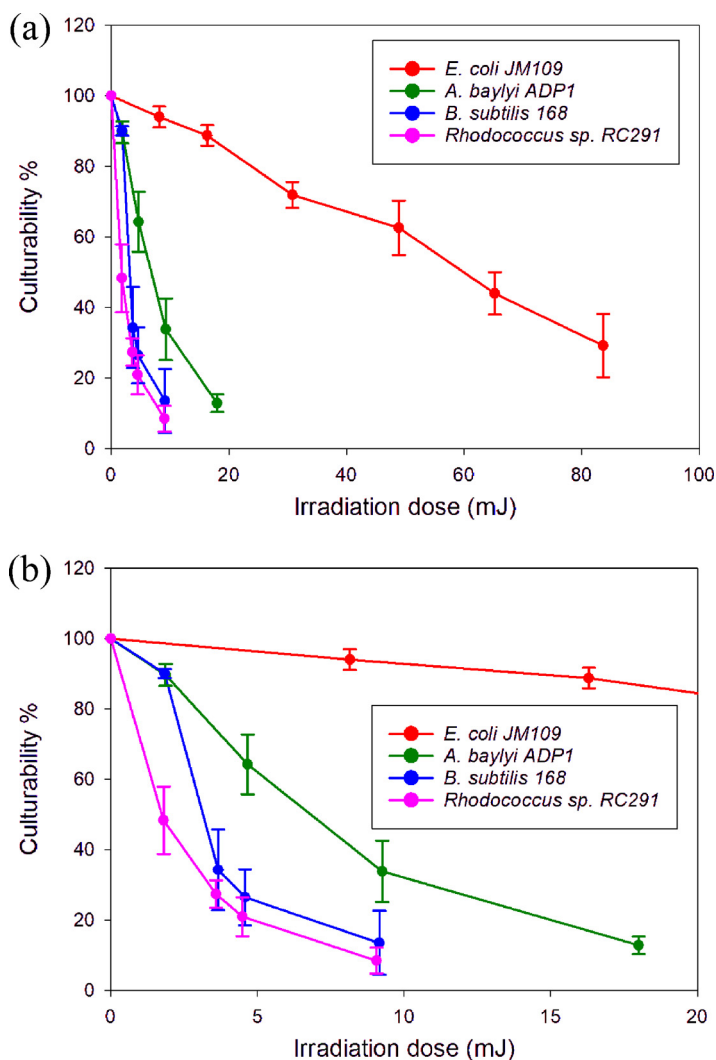 (a)
120
100
80
60
40
20
0
Culturability %
E. coli JM109
A. baylyi ADP1
B. subtilis 168
Rhodococcus sp. RC291
0 20 40 60 80 100
Irradiation dose (mJ)
(b)
120
100
80
60
40
20
0
Culturability %
E. coli JM109
A. baylyi ADP1
B. subtilis 168
Rhodococcus sp. RC291
0 5 10 15 20
Irradiation dose (mJ)